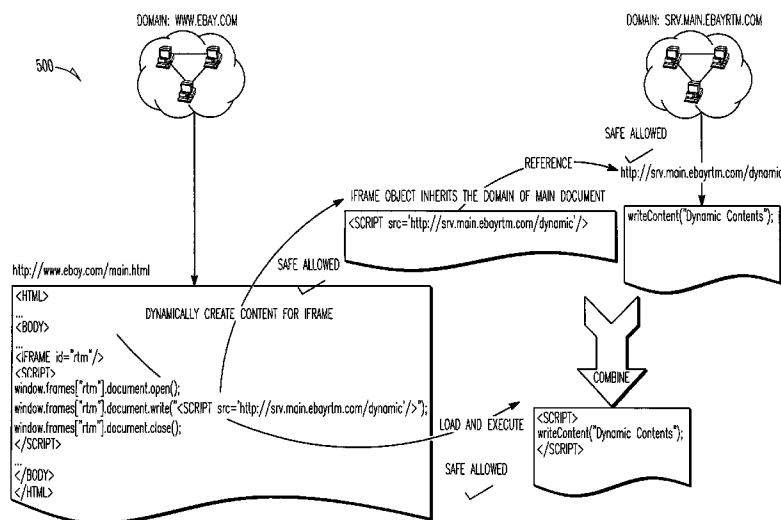 DOMAIN: WWW.EBAY.COM
DOMAIN: SRV.MAIN.EBAYRTM.COM
500
SAFE ALLOWED
REFERENCE
http://srv.main.ebayrtm.com/dynamic
IFRAME OBJECT INHERITS THE DOMAIN OF MAIN DOCUMENT
<SCRIPT src='http://srv.main.ebayrtm.com/dynamic'/>
writeContent("Dynamic Contents");
http://www.ebay.com/main.html
SAFE ALLOWED
<HTML>
...
DYNAMICALLY CREATE CONTENT FOR IFRAME
<BODY>
...
<IFRAME id="rtm"/>
<SCRIPT>
window.frames["rtm"].document.open();
window.frames["rtm"].document.write("<SCRIPT src='http://srv.main.ebayrtm.com/dynamic'/>");
window.frames["rtm"].document.close();
</SCRIPT>
...
</BODY>
</HTML>
COMBINE
LOAD AND EXECUTE
<SCRIPT>
writeContent("Dynamic Contents");
</SCRIPT>
SAFE ALLOWED